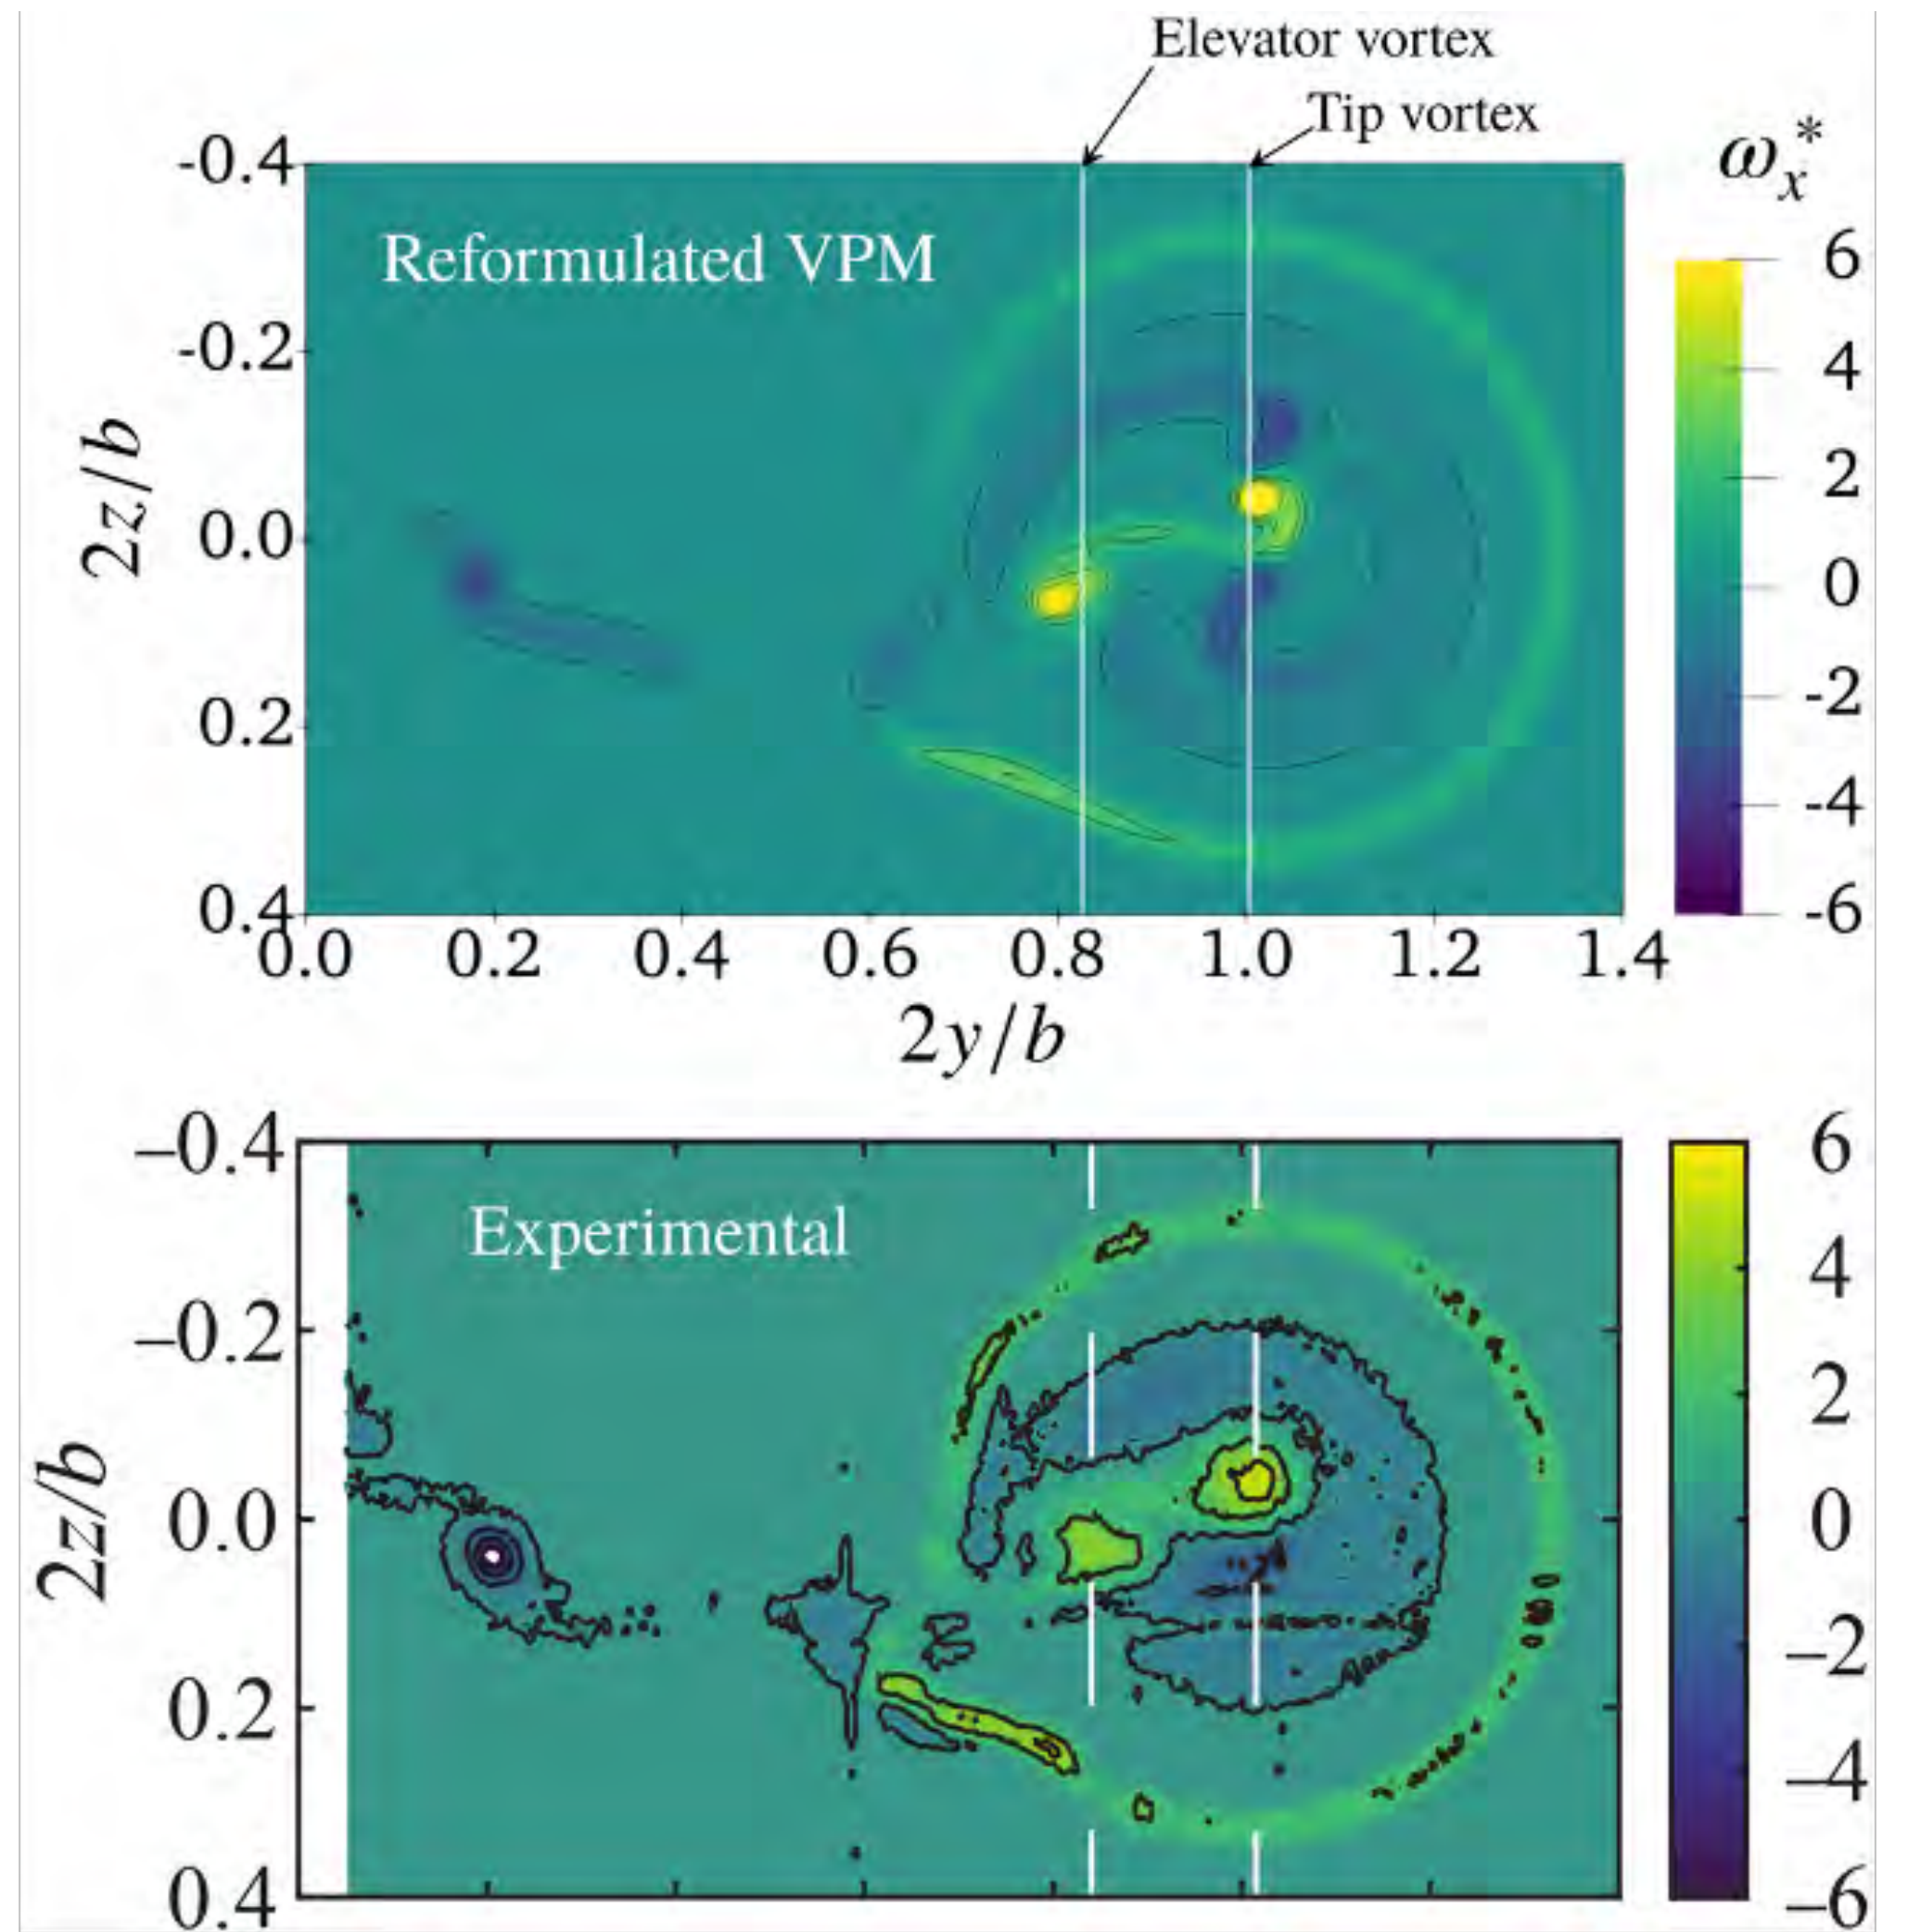 Elevator vortex
Tip vortex
ω*x
-0.4
Reformulated VPM
6
4
-0.2
2
2z/b
0.0
0
-2
0.2
-4
0.4
-6
0.0 0.2 0.4 0.6 0.8 1.0 1.2 1.4
2y/b
−0.4
6
Experimental
4
−0.2
2
2z/b
0.0
0
−2
0.2
−4
0.4
−6